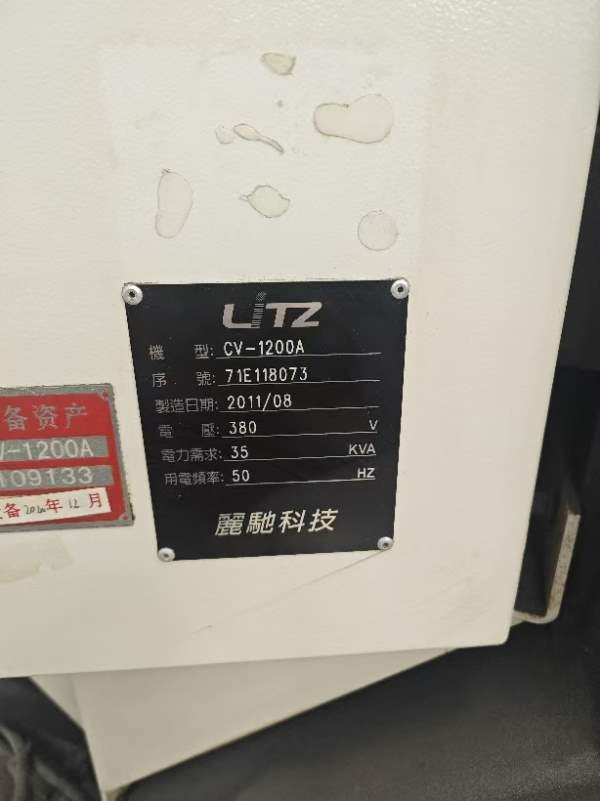 LiTZ
機 型: CV-1200A
序 號: 71E118073
製造日期: 2011/08
電 壓: 380 V
電力需求: 35 KVA
用電頻率: 50 HZ
麗馳科技
备资产
-1200A
109133
备 年12月